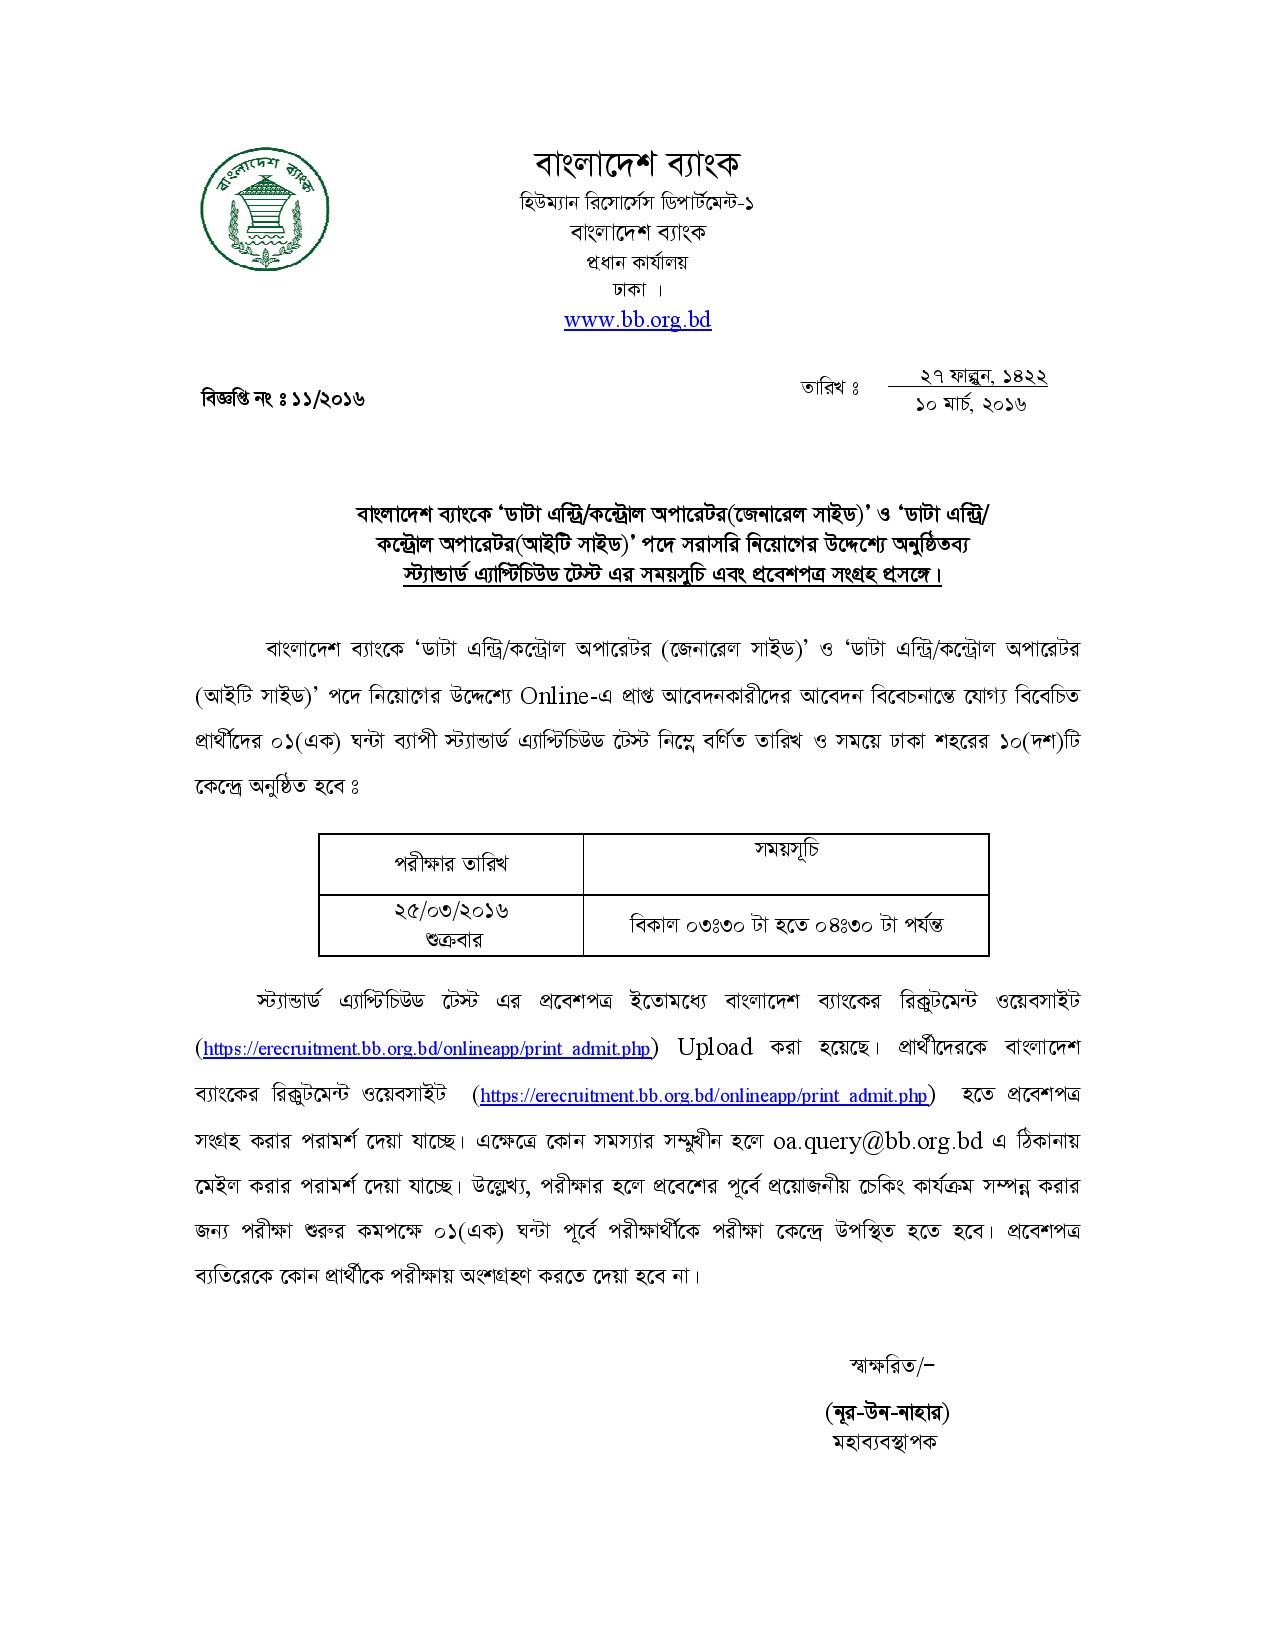 বাংলাদেশ ব্যাংক
বাংলাদেশ ব্যাংক
হিউম্যান রিসোর্সেস ডিপার্টমেন্ট-১
বাংলাদেশ ব্যাংক
প্রধান কার্যালয়
ঢাকা ।
www.bb.org.bd
বিজ্ঞপ্তি নং ঃ ১১/২০১৬
তারিখ ঃ
২৭ ফাল্গুন, ১৪২২
১০ মার্চ, ২০১৬
বাংলাদেশ ব্যাংকে ‘ডাটা এন্ট্রি/কন্ট্রোল অপারেটর(জেনারেল সাইড)’ ও ‘ডাটা এন্ট্রি/
কন্ট্রোল অপারেটর(আইটি সাইড)’ পদে সরাসরি নিয়োগের উদ্দেশ্যে অনুষ্ঠিতব্য
স্ট্যান্ডার্ড এ্যাপ্টিচিউড টেস্ট এর সময়সুচি এবং প্রবেশপত্র সংগ্রহ প্রসঙ্গে।
বাংলাদেশ ব্যাংকে ‘ডাটা এন্ট্রি/কন্ট্রোল অপারেটর (জেনারেল সাইড)’ ও ‘ডাটা এন্ট্রি/কন্ট্রোল অপারেটর
(আইটি সাইড)’ পদে নিয়োগের উদ্দেশ্যে Online-এ প্রাপ্ত আবেদনকারীদের আবেদন বিবেচনান্তে যোগ্য বিবেচিত
প্রার্থীদের ০১(এক) ঘন্টা ব্যাপী স্ট্যান্ডার্ড এ্যাপ্টিচিউড টেস্ট নিম্নে বর্ণিত তারিখ ও সময়ে ঢাকা শহরের ১০(দশ)টি
কেন্দ্রে অনুষ্ঠিত হবে ঃ
পরীক্ষার তারিখ
সময়সূচি
২৫/০৩/২০১৬
শুক্রবার
বিকাল ০৩ঃ৩০ টা হতে ০৪ঃ৩০ টা পর্যন্ত
স্ট্যান্ডার্ড এ্যাপ্টিচিউড টেস্ট এর প্রবেশপত্র ইতোমধ্যে বাংলাদেশ ব্যাংকের রিক্রুটমেন্ট ওয়েবসাইট
(https://erecruitment.bb.org.bd/onlineapp/print_admit.php) Upload করা হয়েছে। প্রার্থীদেরকে বাংলাদেশ
ব্যাংকের রিক্রুটমেন্ট ওয়েবসাইট (https://erecruitment.bb.org.bd/onlineapp/print_admit.php) হতে প্রবেশপত্র
সংগ্রহ করার পরামর্শ দেয়া যাচ্ছে। এক্ষেত্রে কোন সমস্যার সম্মুখীন হলে oa.query@bb.org.bd এ ঠিকানায়
মেইল করার পরামর্শ দেয়া যাচ্ছে। উল্লেখ্য, পরীক্ষার হলে প্রবেশের পূর্বে প্রয়োজনীয় চেকিং কার্যক্রম সম্পন্ন করার
জন্য পরীক্ষা শুরুর কমপক্ষে ০১(এক) ঘন্টা পূর্বে পরীক্ষার্থীকে পরীক্ষা কেন্দ্রে উপস্থিত হতে হবে। প্রবেশপত্র
ব্যতিরেকে কোন প্রার্থীকে পরীক্ষায় অংশগ্রহণ করতে দেয়া হবে না।
স্বাক্ষরিত/–
(নূর-উন-নাহার)
মহাব্যবস্থাপক